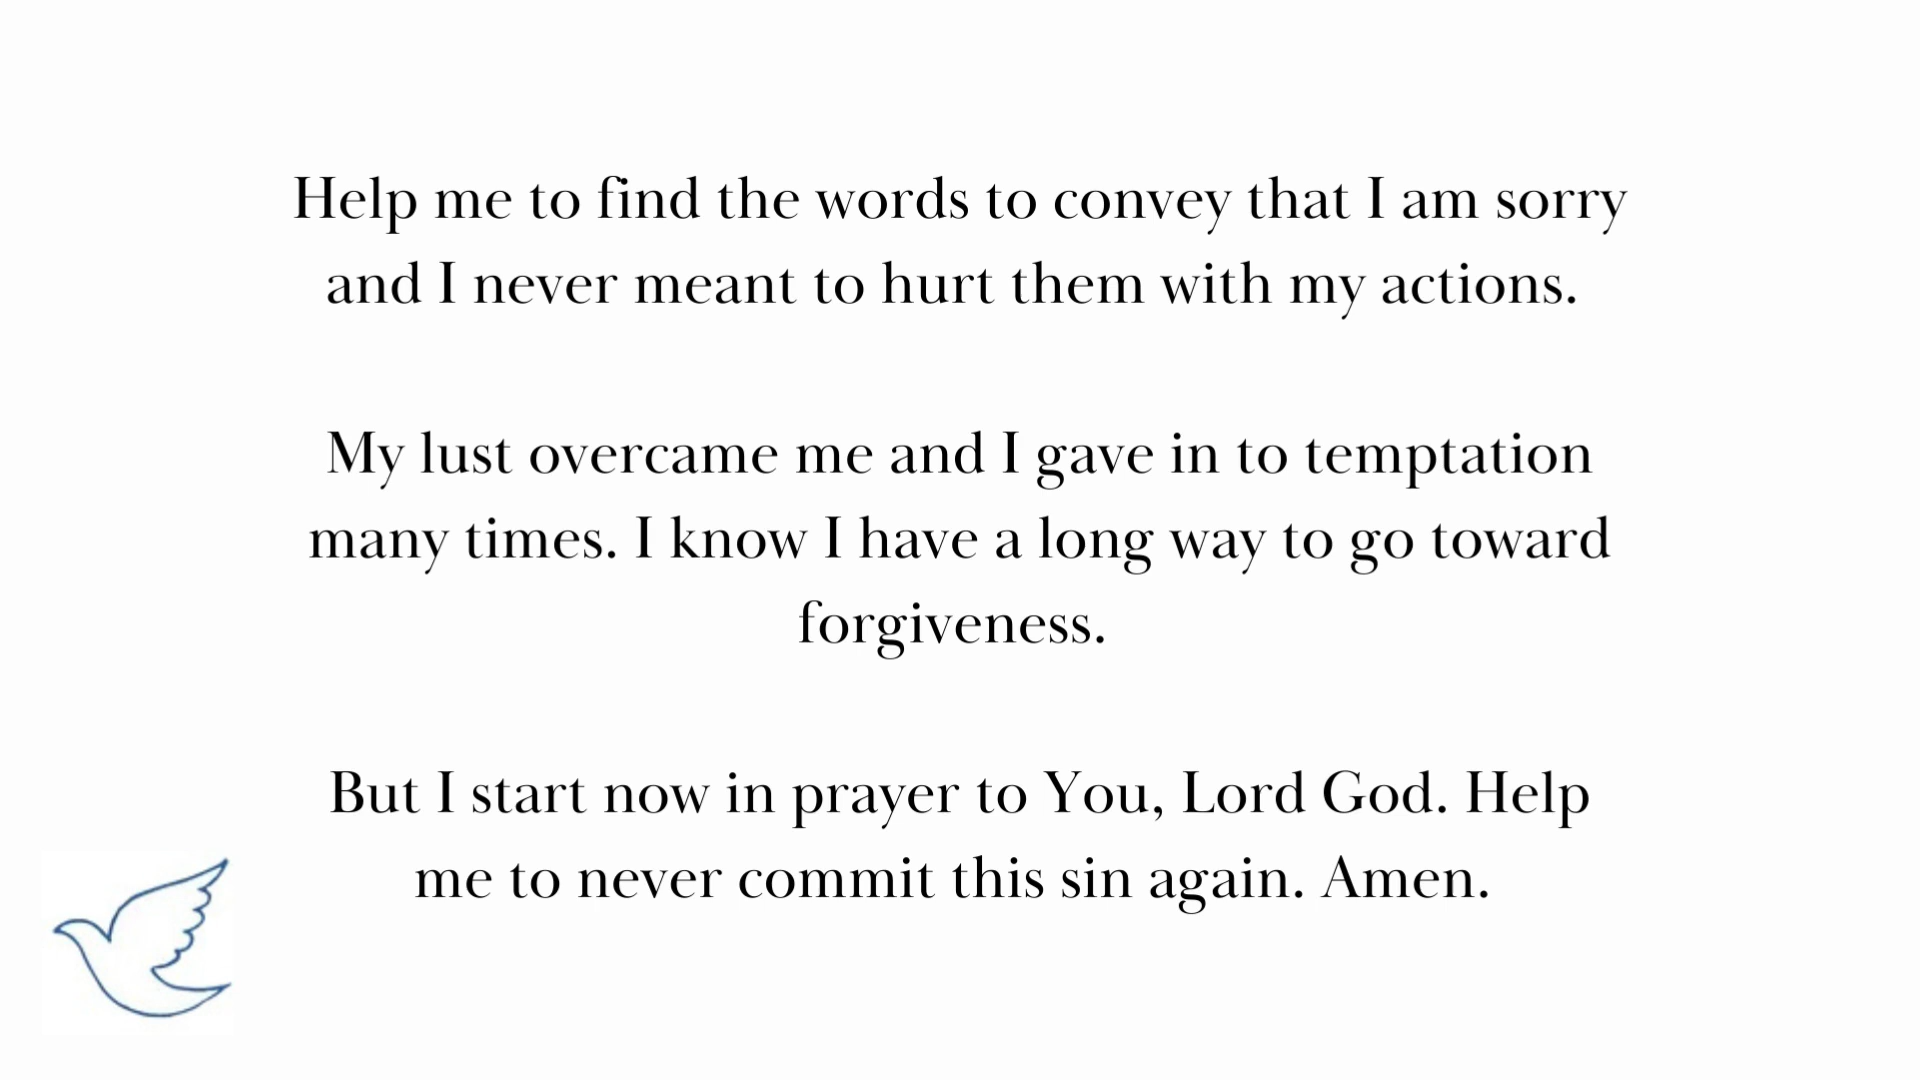 Help me to find the words to convey that I am sorry
and I never meant to hurt them with my actions.
My lust overcame me and I gave in to temptation
many times. I know I have a long way to go toward
forgiveness.
But I start now in prayer to You, Lord God. Help
me to never commit this sin again. Amen.